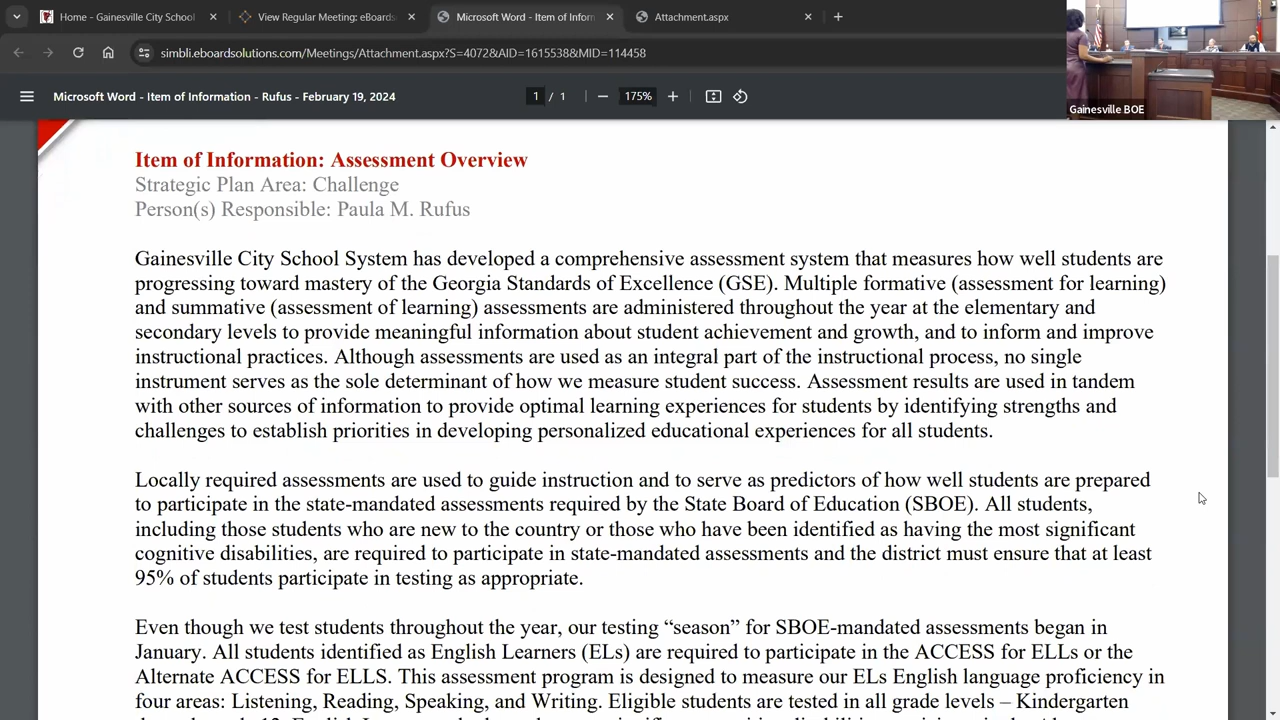 Home - Gainesville City School
View Regular Meeting: eBoards
Microsoft Word - Item of Inform
Attachment.aspx
simbli.eboardsolutions.com/Meetings/Attachment.aspx?S=4072&AID=1615538&MID=114458
Microsoft Word - Item of Information - Rufus - February 19, 2024
1 / 1
175%
Gainesville BOE
Item of Information: Assessment Overview
Strategic Plan Area: Challenge
Person(s) Responsible: Paula M. Rufus
Gainesville City School System has developed a comprehensive assessment system that measures how well students are
progressing toward mastery of the Georgia Standards of Excellence (GSE). Multiple formative (assessment for learning)
and summative (assessment of learning) assessments are administered throughout the year at the elementary and
secondary levels to provide meaningful information about student achievement and growth, and to inform and improve
instructional practices. Although assessments are used as an integral part of the instructional process, no single
instrument serves as the sole determinant of how we measure student success. Assessment results are used in tandem
with other sources of information to provide optimal learning experiences for students by identifying strengths and
challenges to establish priorities in developing personalized educational experiences for all students.
Locally required assessments are used to guide instruction and to serve as predictors of how well students are prepared
to participate in the state-mandated assessments required by the State Board of Education (SBOE). All students,
including those students who are new to the country or those who have been identified as having the most significant
cognitive disabilities, are required to participate in state-mandated assessments and the district must ensure that at least
95% of students participate in testing as appropriate.
Even though we test students throughout the year, our testing “season” for SBOE-mandated assessments began in
January. All students identified as English Learners (ELs) are required to participate in the ACCESS for ELLs or the
Alternate ACCESS for ELLS. This assessment program is designed to measure our ELs English language proficiency in
four areas: Listening, Reading, Speaking, and Writing. Eligible students are tested in all grade levels – Kindergarten